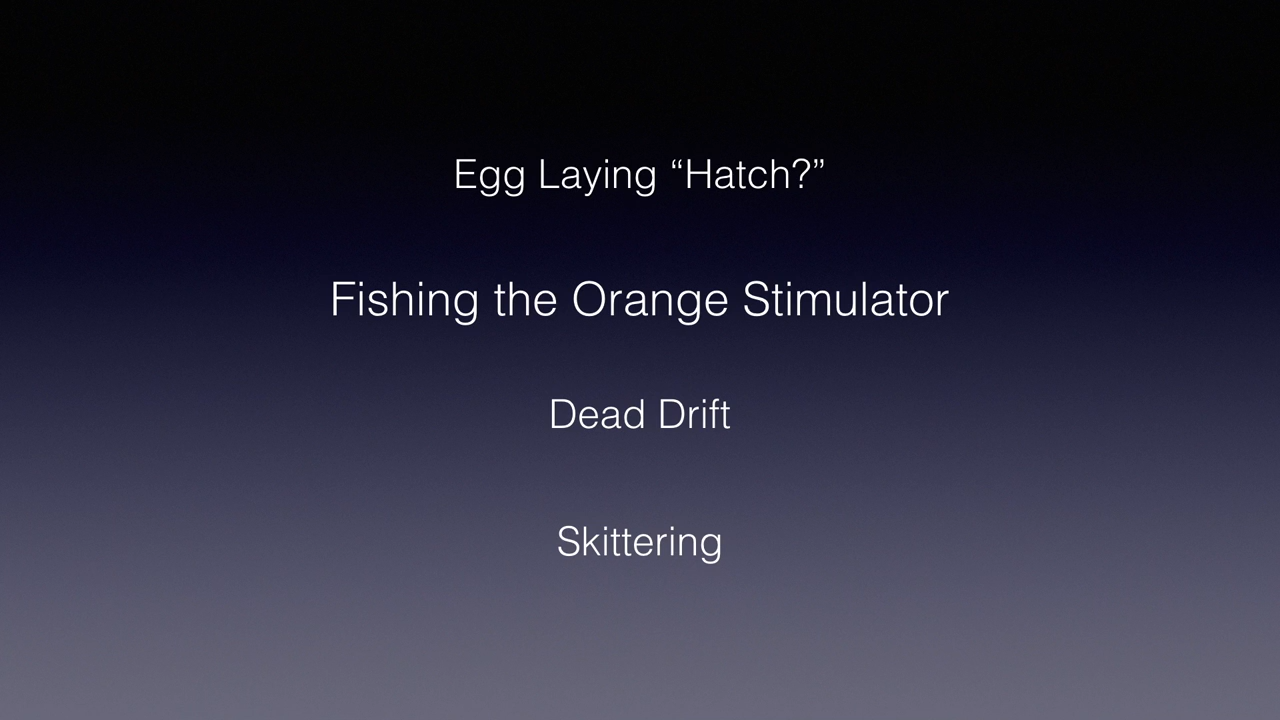 Egg Laying “Hatch?”
Fishing the Orange Stimulator
Dead Drift
Skittering